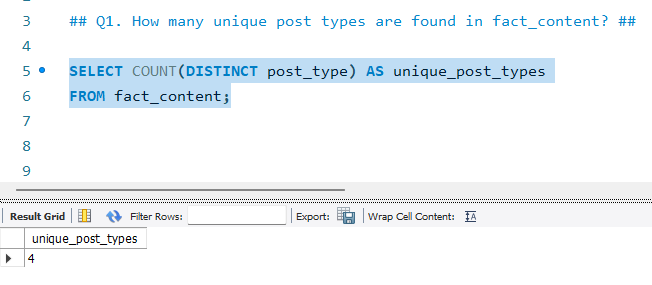 3 ## Q1. How many unique post types are found in fact_content? ##
4
5 SELECT COUNT(DISTINCT post_type) AS unique_post_types
6 FROM fact_content;
7
8
9
Result Grid Filter Rows: Export: Wrap Cell Content: IA
unique_post_types
4